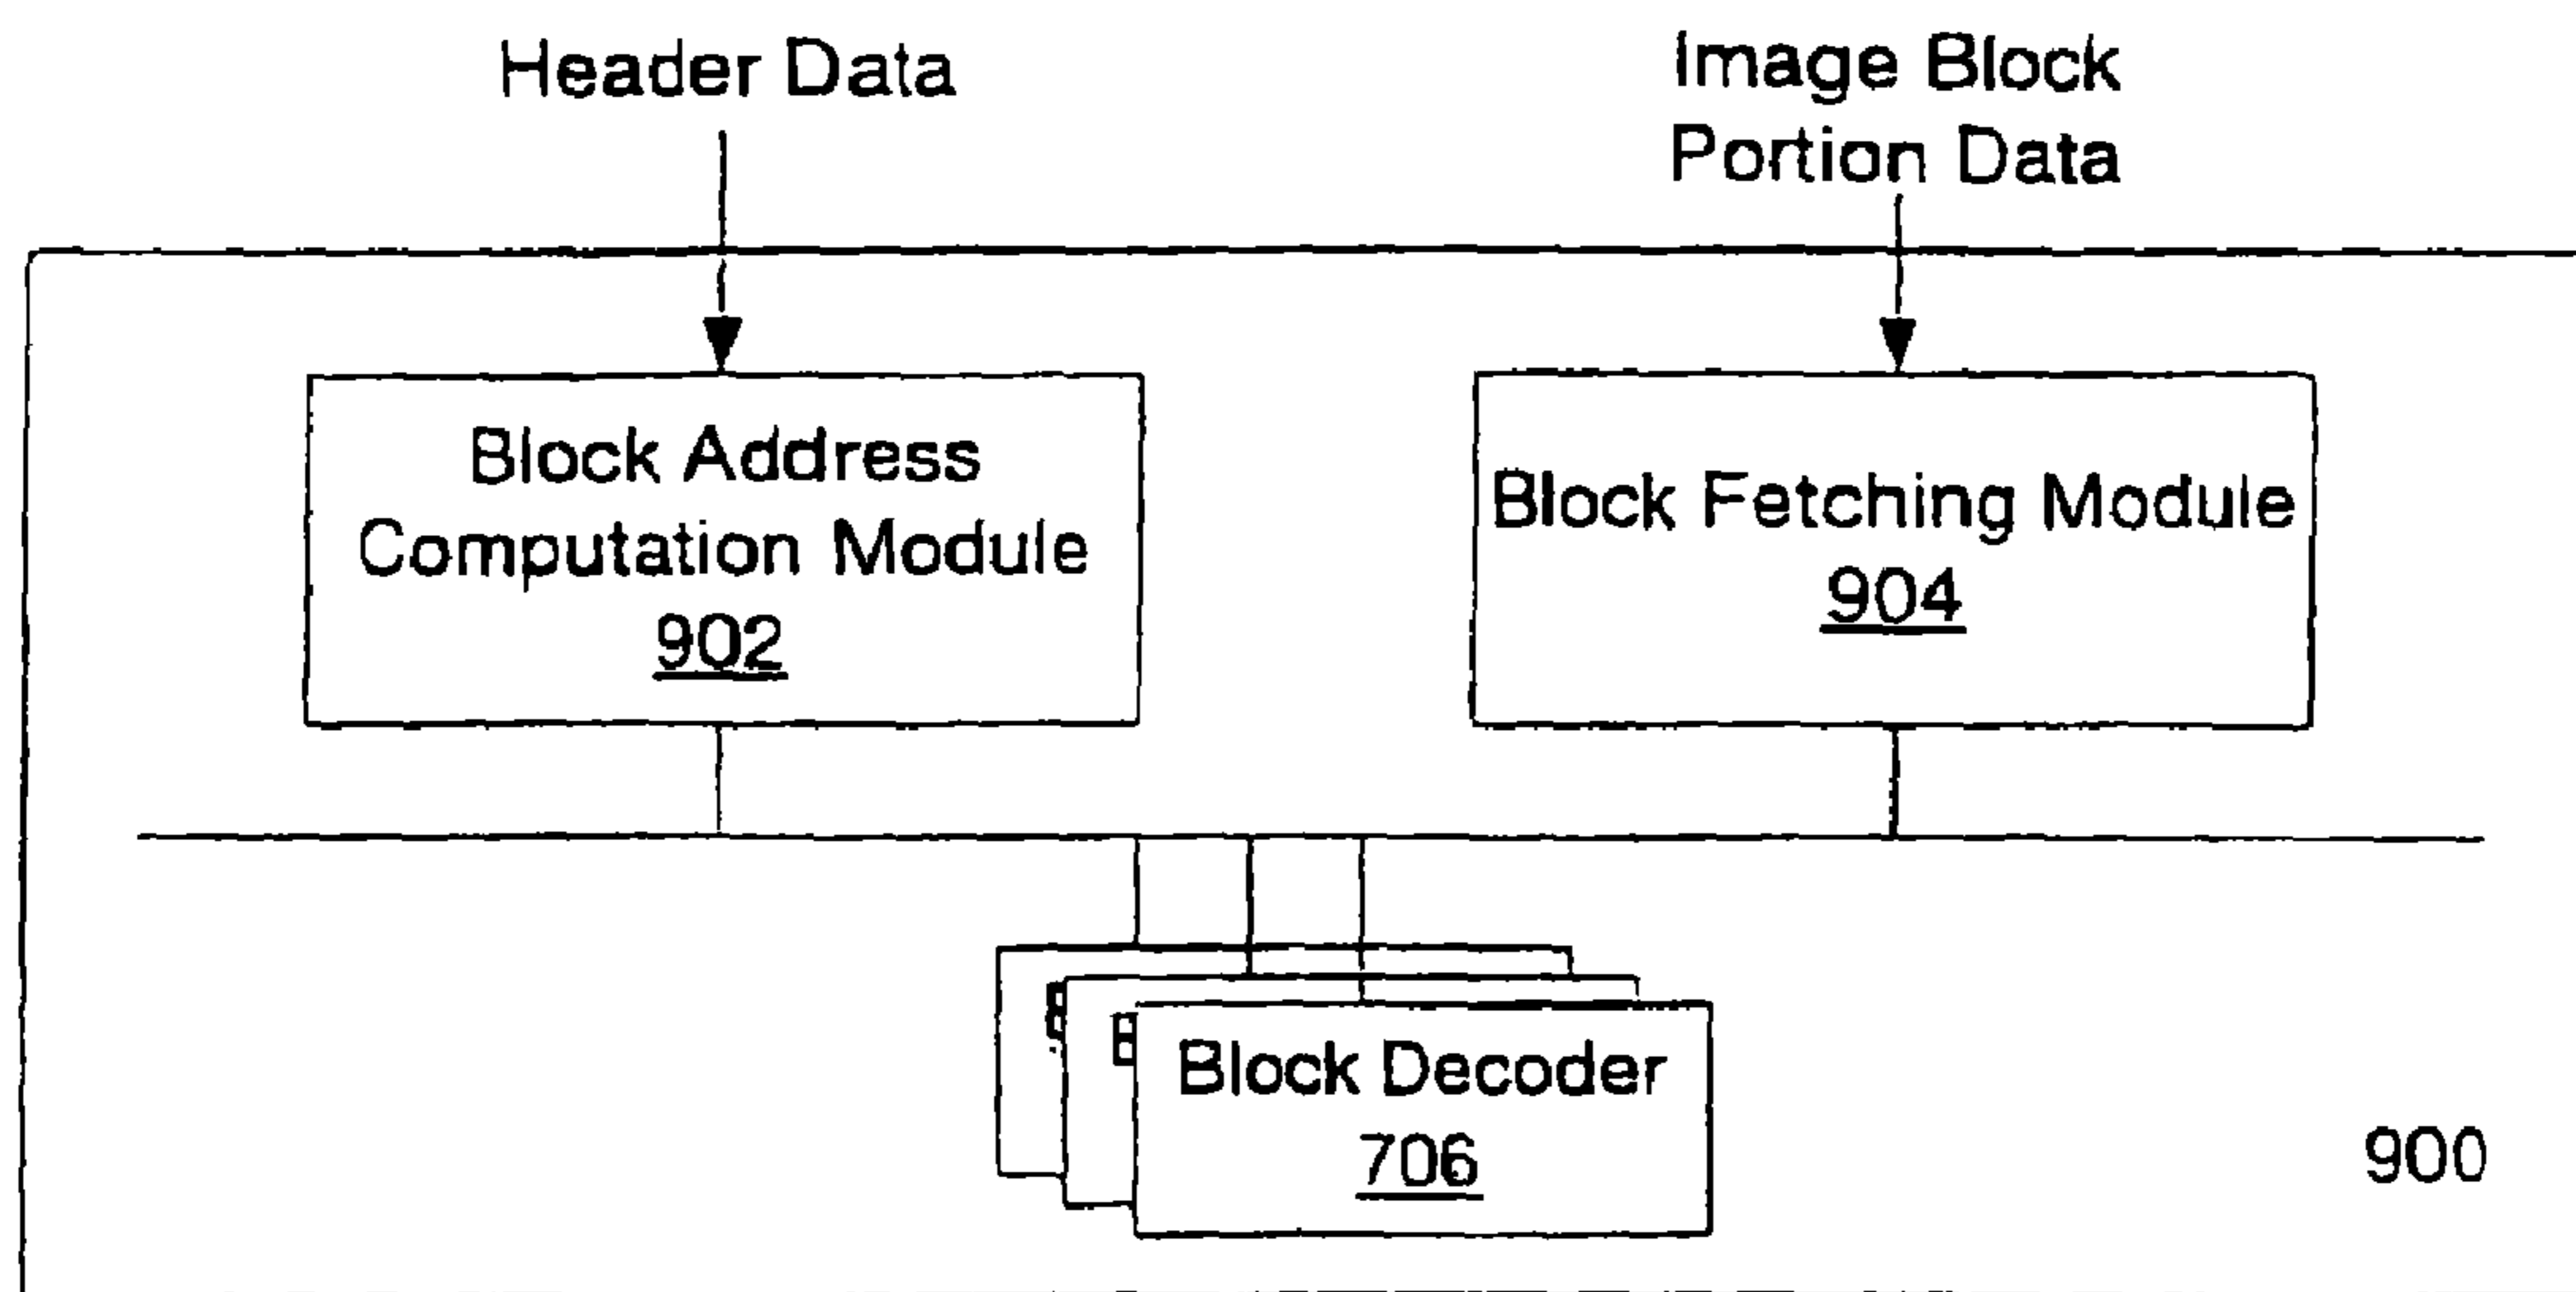 Header Data
Image Block
Portion Data
Block Address
Computation Module
902
Block Fetching Module
904
Block Decoder
706
900